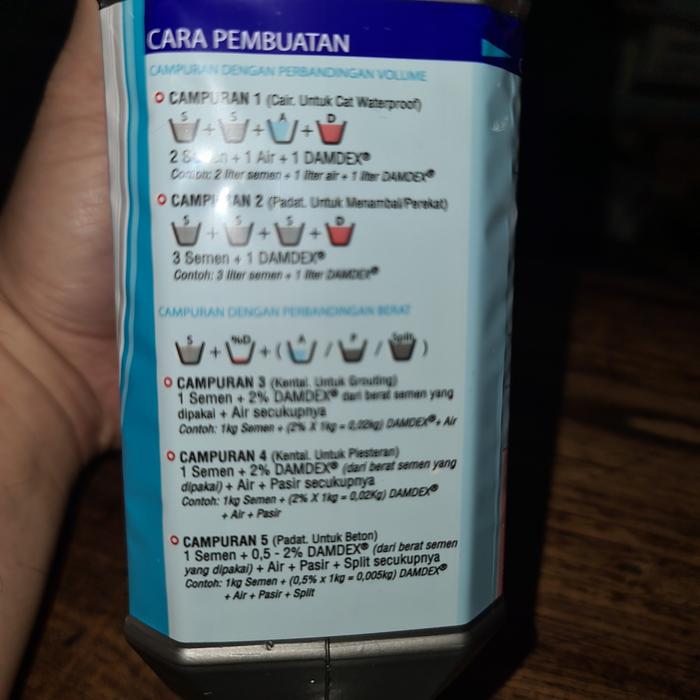 CARA PEMBUATAN
CAMPURAN DENGAN PERBANDINGAN VOLUME
CAMPURAN 1 (Cair. Untuk Cat Waterproof)
S S A D
+ + +
2 Semen + 1 Air + 1 DAMDEX®
Contoh: 2 liter semen + 1 liter air + 1 liter DAMDEX®
CAMPURAN 2 (Padat. Untuk Menambal/Perekat)
S S S D
+ + +
3 Semen + 1 DAMDEX®
Contoh: 3 liter semen + 1 liter DAMDEX®
CAMPURAN DENGAN PERBANDINGAN BERAT
S %D A P Split
+ + ( / / )
CAMPURAN 3 (Kental. Untuk Grouting)
1 Semen + 2% DAMDEX® dari berat semen yang
dipakai + Air secukupnya
Contoh: 1kg Semen + (2% X 1kg = 0,02kg) DAMDEX® + Air
CAMPURAN 4 (Kental. Untuk Plesteran)
1 Semen + 2% DAMDEX® (dari berat semen yang
dipakai) + Air + Pasir secukupnya
Contoh: 1kg Semen + (2% X 1kg = 0,02Kg) DAMDEX®
+ Air + Pasir
CAMPURAN 5 (Padat. Untuk Beton)
1 Semen + 0,5 - 2% DAMDEX® (dari berat semen
yang dipakai) + Air + Pasir + Split secukupnya
Contoh: 1kg Semen + (0,5% x 1kg = 0,005kg) DAMDEX®
+ Air + Pasir + Split